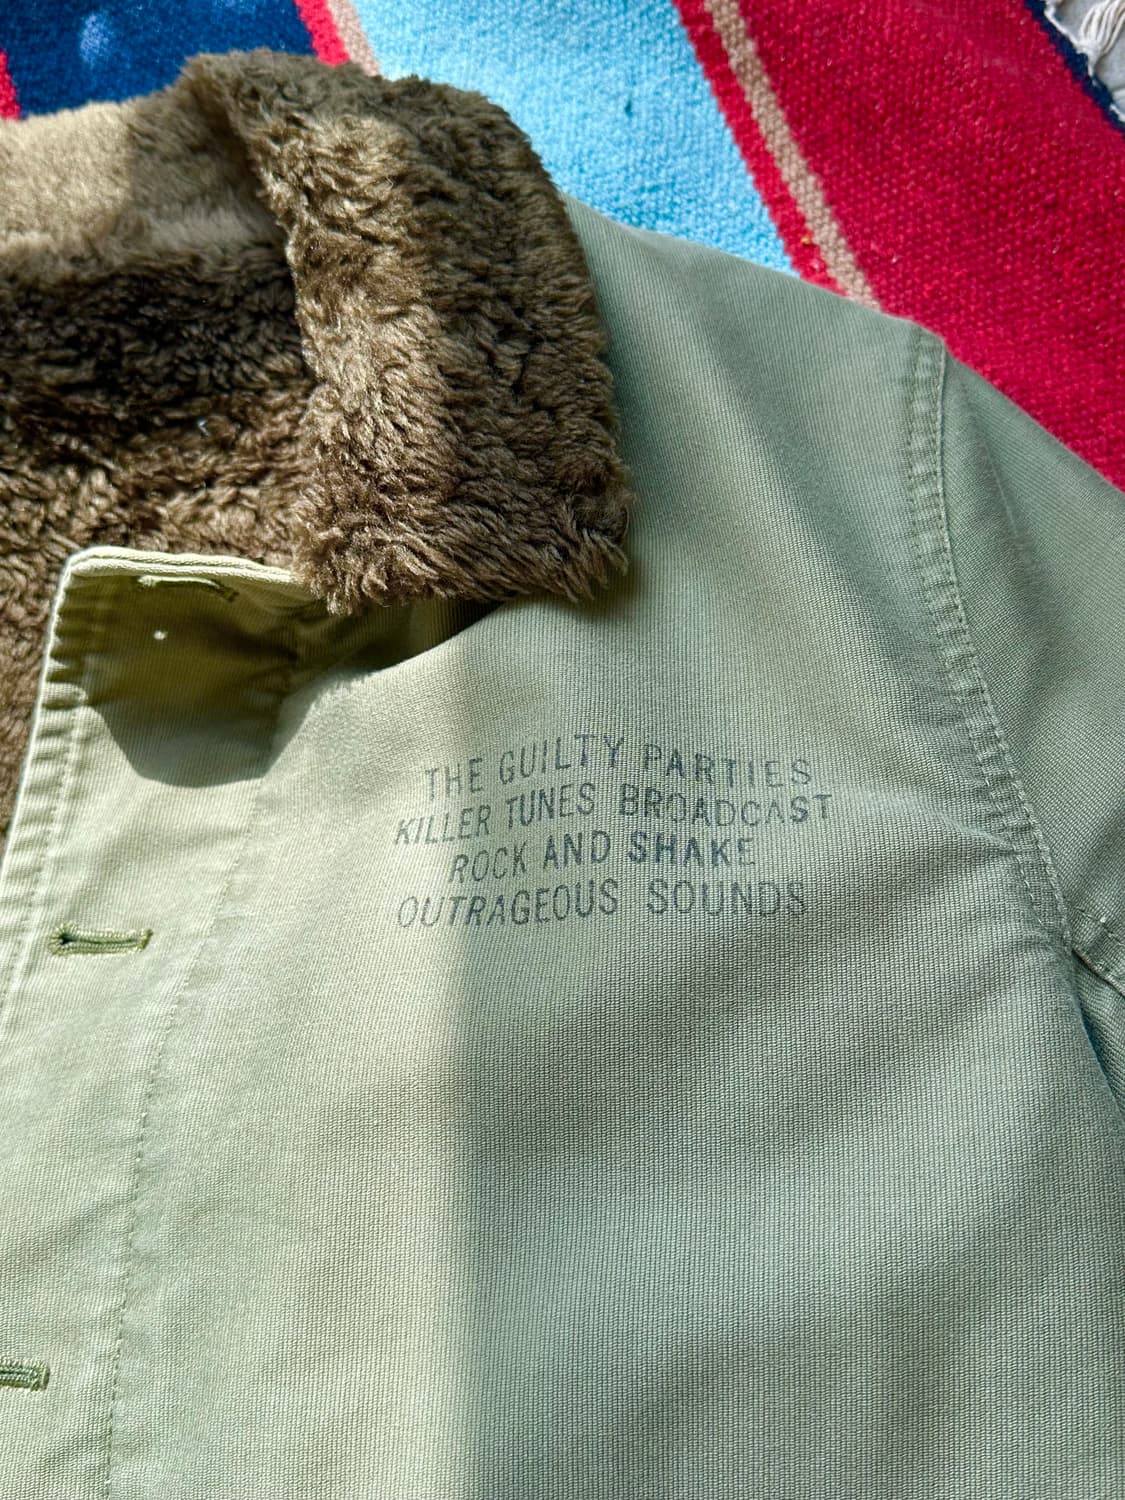 THE GUILTY PARTIES
KILLER TUNES BROADCAST
ROCK AND SHAKE
OUTRAGEOUS SOUNDS